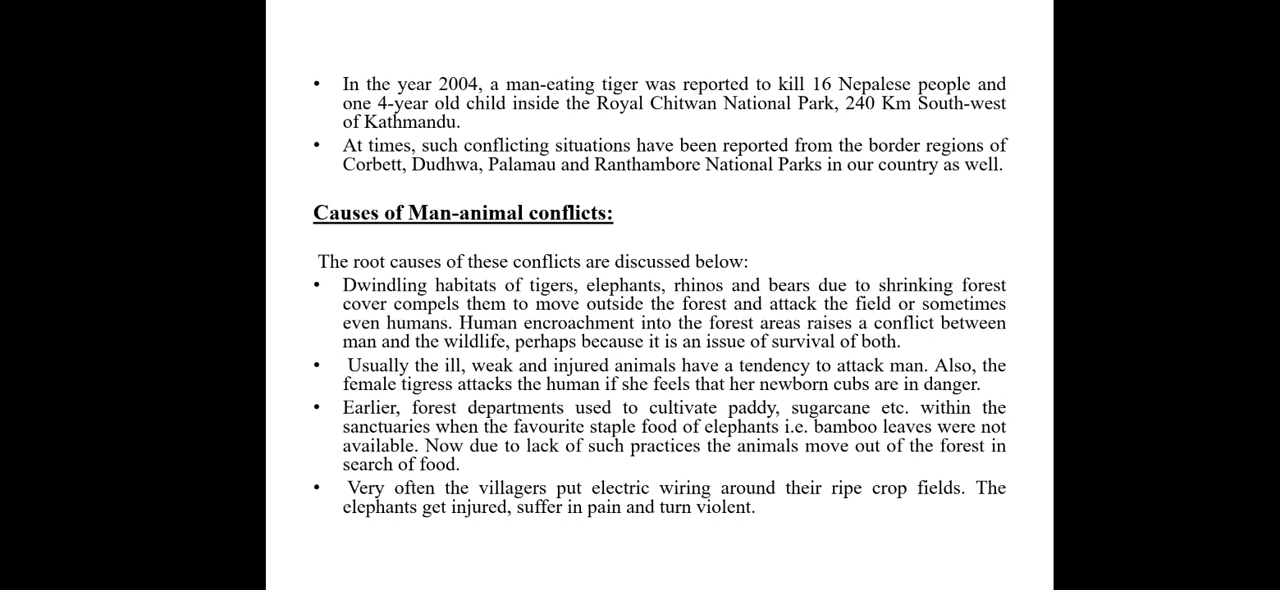 • In the year 2004, a man-eating tiger was reported to kill 16 Nepalese people and
one 4-year old child inside the Royal Chitwan National Park, 240 Km South-west
of Kathmandu.
• At times, such conflicting situations have been reported from the border regions of
Corbett, Dudhwa, Palamau and Ranthambore National Parks in our country as well.
Causes of Man-animal conflicts:
The root causes of these conflicts are discussed below:
• Dwindling habitats of tigers, elephants, rhinos and bears due to shrinking forest
cover compels them to move outside the forest and attack the field or sometimes
even humans. Human encroachment into the forest areas raises a conflict between
man and the wildlife, perhaps because it is an issue of survival of both.
• Usually the ill, weak and injured animals have a tendency to attack man. Also, the
female tigress attacks the human if she feels that her newborn cubs are in danger.
• Earlier, forest departments used to cultivate paddy, sugarcane etc. within the
sanctuaries when the favourite staple food of elephants i.e. bamboo leaves were not
available. Now due to lack of such practices the animals move out of the forest in
search of food.
• Very often the villagers put electric wiring around their ripe crop fields. The
elephants get injured, suffer in pain and turn violent.